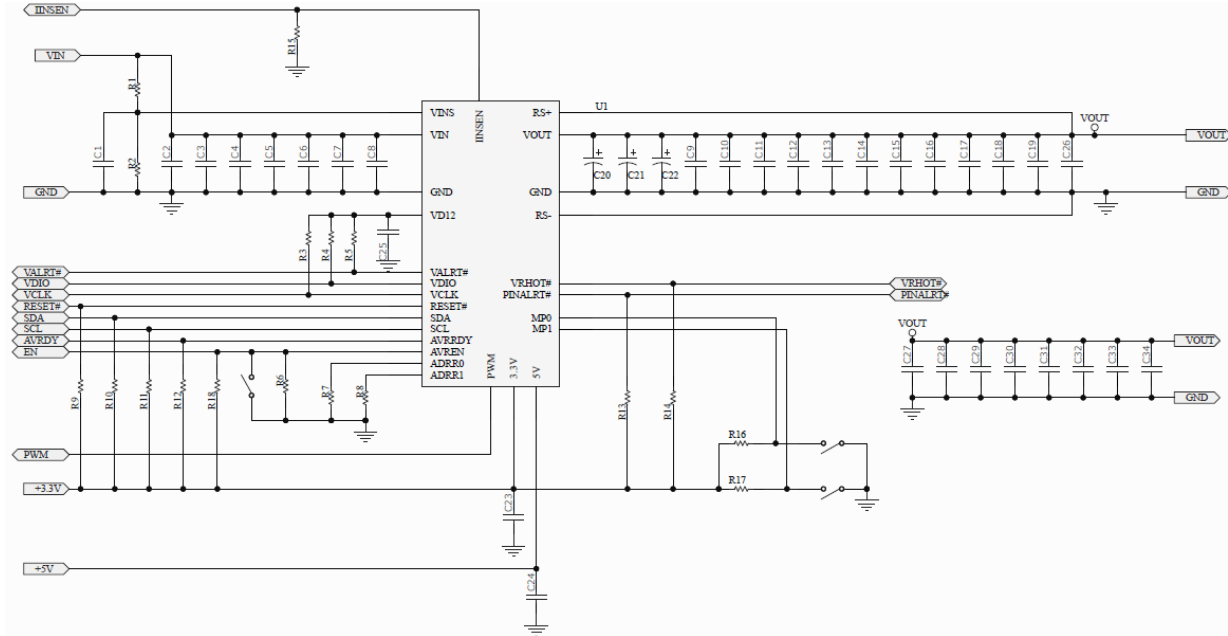 IINSEN
R15
VIN
R1
VINS
IINSEN
RS+
U1
VOUT
C1
R2
C2
C3
C4
C5
C6
C7
C8
VIN
VOUT
C20
C21
C22
C9
C10
C11
C12
C13
C14
C15
C16
C17
C18
C19
C26
VOUT
GND
GND
GND
GND
VD12
RS-
R3
R4
R5
C25
VALRT#
VDIO
VCLK
RESET#
SDA
SCL
AVRRDY
EN
VALRT#
VDIO
VCLK
RESET#
SDA
SCL
AVRRDY
AVREN
ADRR0
ADRR1
VRHOT#
PINALRT#
MP0
MP1
VRHOT#
PINALRT#
PWM
3.3V
5V
VOUT
C27
C28
C29
C30
C31
C32
C33
C34
VOUT
GND
R9
R10
R11
R12
R18
R6
R7
R8
R13
R14
R16
R17
PWM
+3.3V
C23
+5V
C24